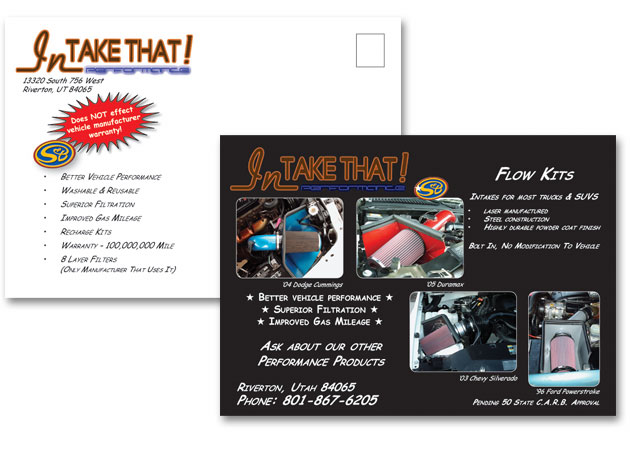 In TAKE THAT!
PERFORMANCE
13320 South 756 West
Riverton, UT 84065
Does NOT effect
vehicle manufacturer
warranty!
S&B
• Better Vehicle Performance
• Washable & Reusable
• Superior Filtration
• Improved Gas Mileage
• Recharge Kits
• Warranty - 100,000,000 Mile
• 8 Layer Filters
(Only Manufacturer That Uses It)
In TAKE THAT!
PERFORMANCE
S&B
Flow Kits
Intakes for most trucks & SUVS
• laser manufactured
• Steel construction
• Highly durable powder coat finish
Bolt In, No Modification To Vehicle
'04 Dodge Cummings
'05 Duramax
★ Better vehicle performance ★
★ Superior Filtration ★
★ Improved Gas Mileage ★
Ask about our other
Performance Products
'03 Chevy Silverado
'96 Ford Powerstroke
Riverton, Utah 84065
Phone: 801-867-6205
Pending 50 State C.A.R.B. Approval